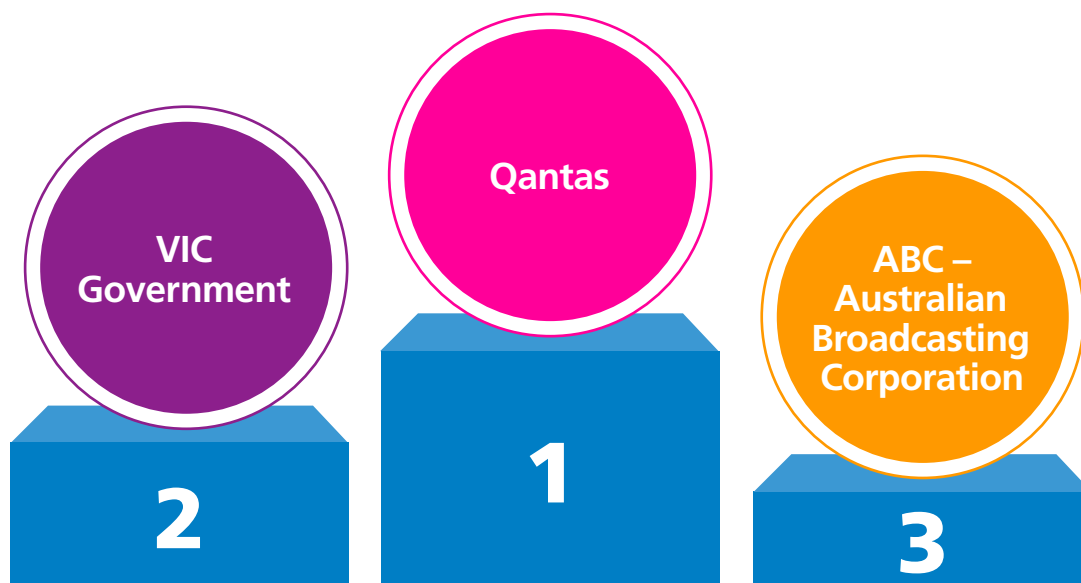 VIC
Government
2
Qantas
1
ABC –
Australian
Broadcasting
Corporation
3